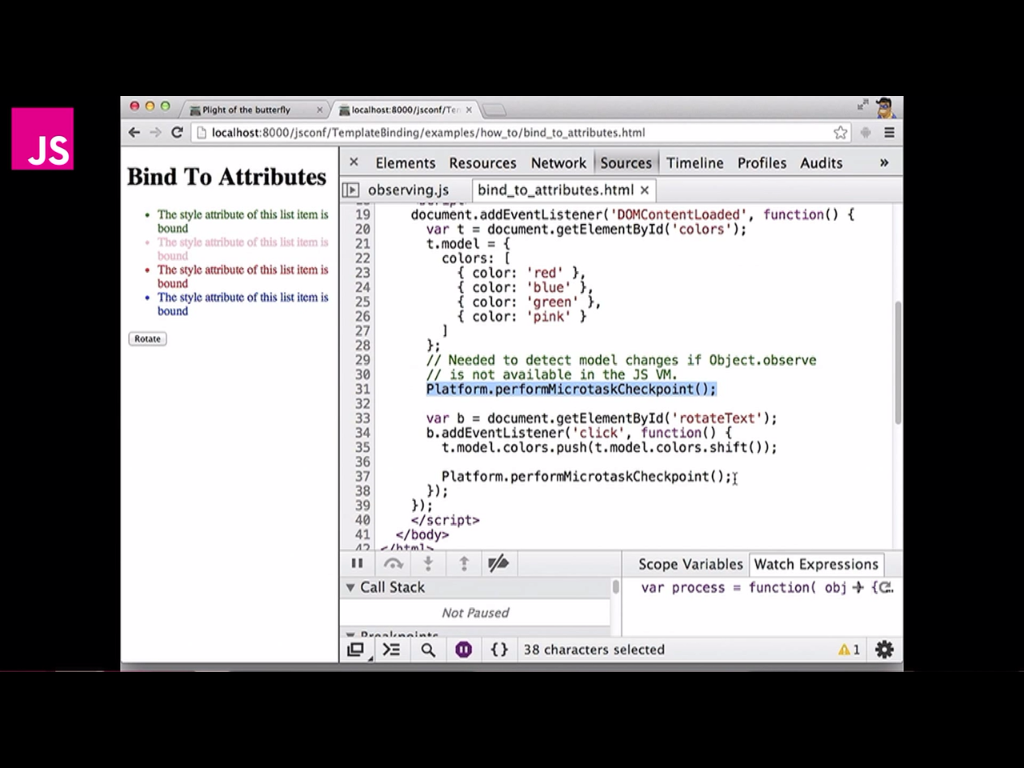 JS
Plight of the butterfly ×
localhost:8000/jsconf/Te ×
localhost:8000/jsconf/TemplateBinding/examples/how_to/bind_to_attributes.html
Bind To Attributes
• The style attribute of this list item is
bound
• The style attribute of this list item is
bound
• The style attribute of this list item is
bound
• The style attribute of this list item is
bound
Rotate
× Elements Resources Network Sources Timeline Profiles Audits »
observing.js bind_to_attributes.html ×
19 document.addEventListener('DOMContentLoaded', function() {
20 var t = document.getElementById('colors');
21 t.model = {
22 colors: [
23 { color: 'red' },
24 { color: 'blue' },
25 { color: 'green' },
26 { color: 'pink' }
27 ]
28 };
29 // Needed to detect model changes if Object.observe
30 // is not available in the JS VM.
31 Platform.performMicrotaskCheckpoint();
32
33 var b = document.getElementById('rotateText');
34 b.addEventListener('click', function() {
35 t.model.colors.push(t.model.colors.shift());
36
37 Platform.performMicrotaskCheckpoint();
38 });
39 });
40 </script>
41 </body>
42 </html>
Scope Variables Watch Expressions
Call Stack
Not Paused
Breakpoints
var process = function( obj
{ } 38 characters selected 1